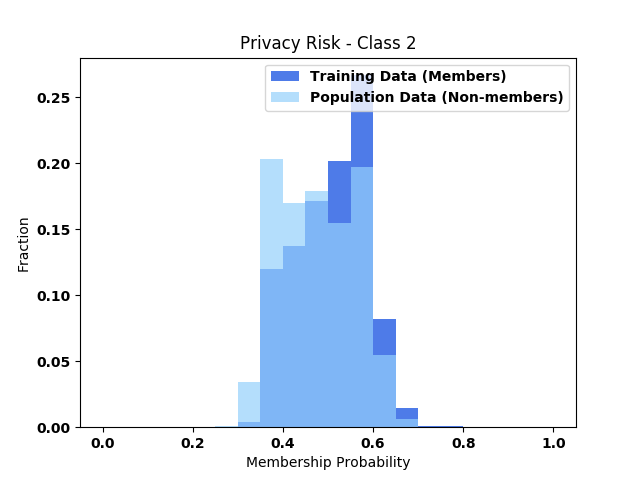 Privacy Risk - Class 2
Training Data (Members)
Population Data (Non-members)
0.25
0.20
0.15
0.10
0.05
0.00
Fraction
0.0 0.2 0.4 0.6 0.8 1.0
Membership Probability